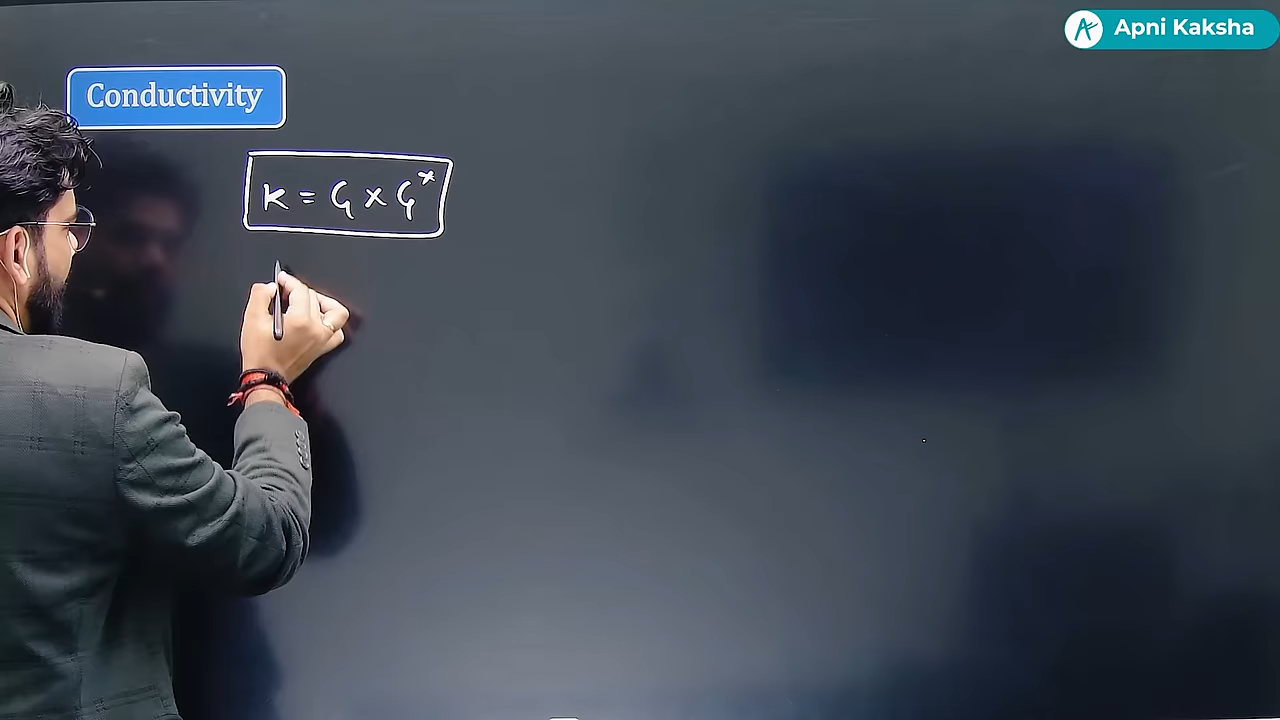 Apni Kaksha
Conductivity
K = G × G*